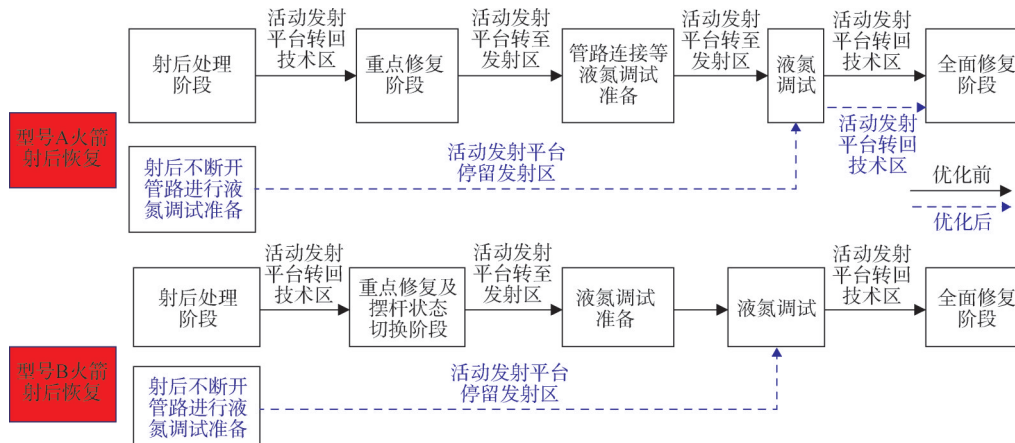 活动发射
平台转回
技术区
活动发射
平台转至
发射区
活动发射
平台转至
发射区
活动发射
平台转回
技术区
射后处理
阶段
重点修复
阶段
管路连接等
液氮调试
准备
液氮
调试
全面修复
阶段
型号A火箭
射后恢复
射后不断开
管路进行液
氮调试准备
活动发射平台
停留发射区
活动发射
平台转回
技术区
优化前
优化后
活动发射
平台转回
技术区
活动发射
平台转至
发射区
活动发射
平台转回
技术区
射后处理
阶段
重点修复及
摆杆状态
切换阶段
液氮调试
准备
液氮调试
全面修复
阶段
型号B火箭
射后恢复
射后不断开
管路进行液
氮调试准备
活动发射平台
停留发射区